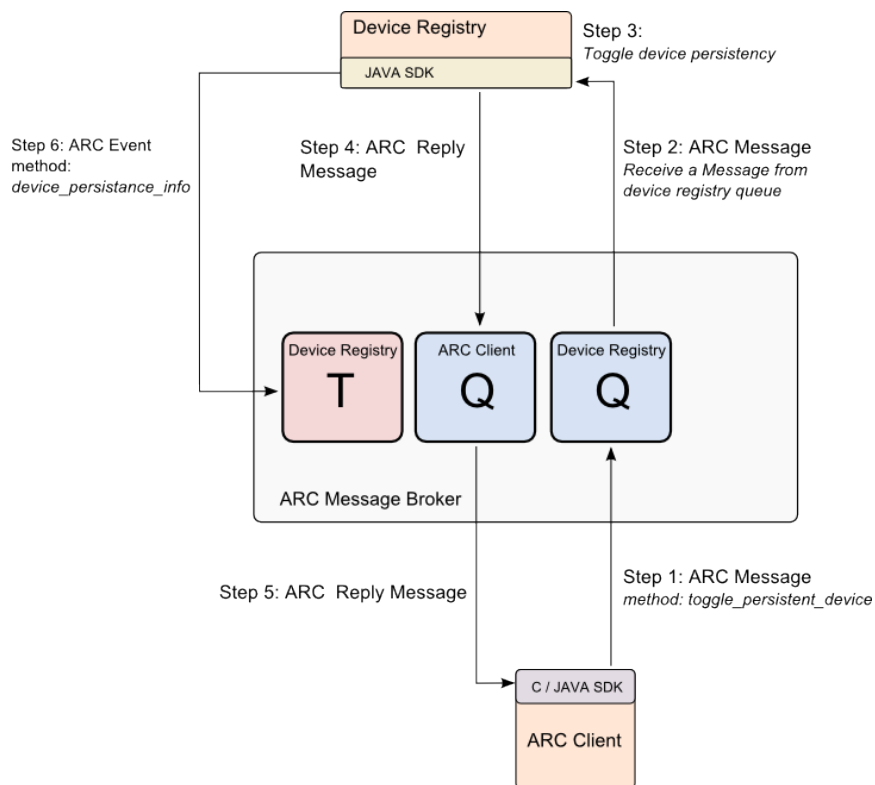 Device Registry
JAVA SDK
Step 3:
Toggle device persistency
Step 6: ARC Event
method:
device_persistance_info
Step 4: ARC  Reply
Message
Step 2: ARC Message
Receive a Message from
device registry queue
Device Registry
T
ARC Client
Q
Device Registry
Q
ARC Message Broker
Step 5: ARC  Reply Message
Step 1: ARC Message
method: toggle_persistent_device
C / JAVA SDK
ARC Client